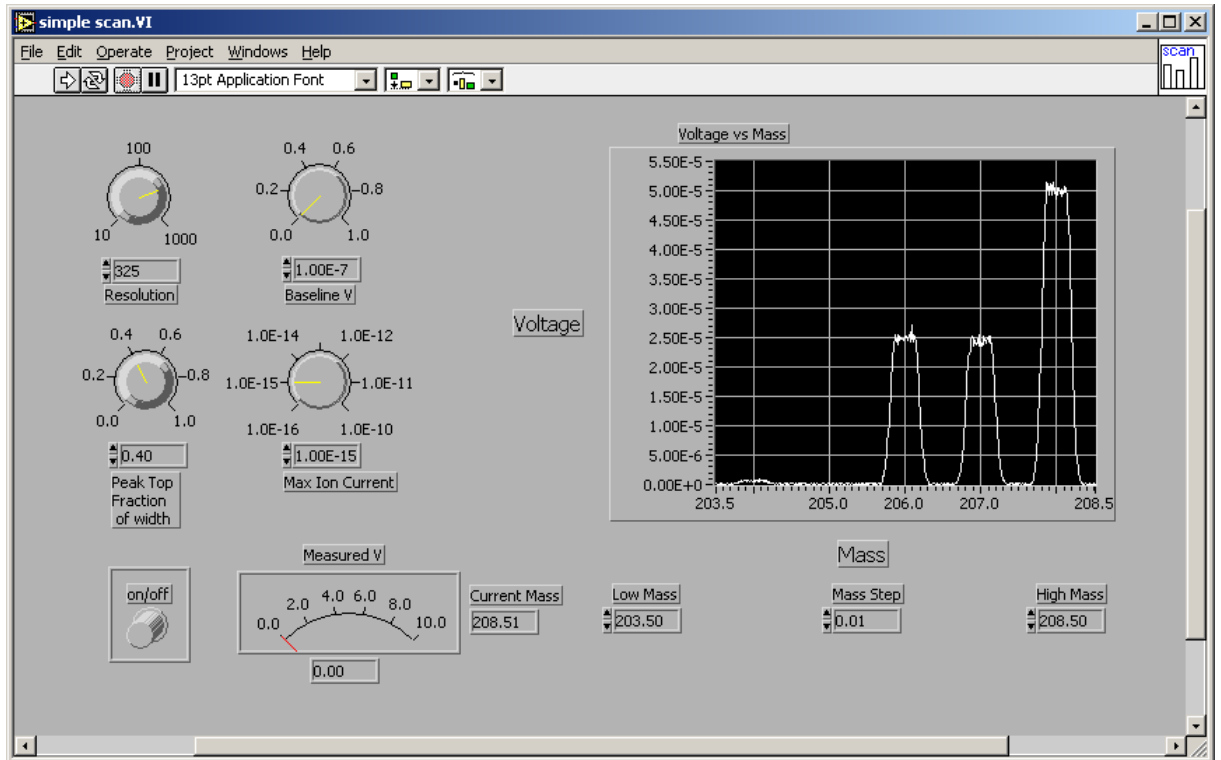 simple scan.VI
File Edit Operate Project Windows Help
scan
13pt Application Font
100
10 1000
325
Resolution
0.4 0.6
0.2 0.8
0.0 1.0
1.00E-7
Baseline V
0.4 0.6
0.2 0.8
0.0 1.0
0.40
Peak Top
Fraction
of width
1.0E-14 1.0E-12
1.0E-15 1.0E-11
1.0E-16 1.0E-10
1.00E-15
Max Ion Current
Voltage
Voltage vs Mass
5.50E-5
5.00E-5
4.50E-5
4.00E-5
3.50E-5
3.00E-5
2.50E-5
2.00E-5
1.50E-5
1.00E-5
5.00E-6
0.00E+0
203.5 205.0 206.0 207.0 208.5
Mass
on/off
Measured V
0.0 2.0 4.0 6.0 8.0 10.0
0.00
Current Mass
208.51
Low Mass
203.50
Mass Step
0.01
High Mass
208.50